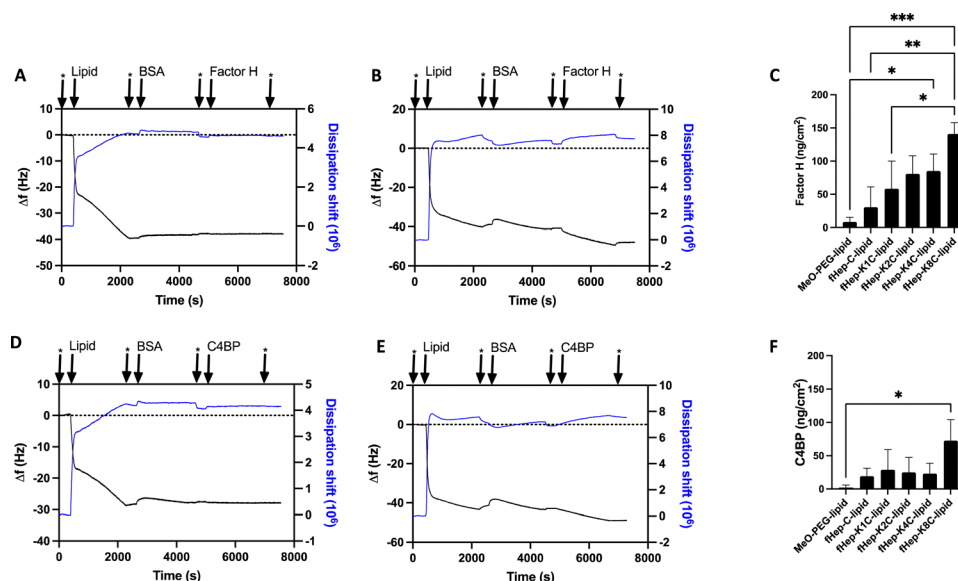 A
* Lipid * BSA * Factor H *
10
0
-10
-20
-30
-40
-50
Δf (Hz)
6
4
2
0
-2
Dissipation shift (10⁶)
0 2000 4000 6000 8000
Time (s)
B
* Lipid * BSA * Factor H *
20
0
-20
-40
-60
Δf (Hz)
10
8
6
4
2
0
-2
Dissipation shift (10⁶)
0 2000 4000 6000 8000
Time (s)
C
***
**
*
*
200
150
100
50
0
Factor H (ng/cm²)
MeO-PEG-lipid
fHep-C-lipid
fHep-K1C-lipid
fHep-K2C-lipid
fHep-K4C-lipid
fHep-K8C-lipid
D
* Lipid * BSA * C4BP *
10
0
-10
-20
-30
-40
Δf (Hz)
5
4
3
2
1
0
-1
Dissipation shift (10⁶)
0 2000 4000 6000 8000
Time (s)
E
* Lipid * BSA * C4BP *
20
0
-20
-40
-60
Δf (Hz)
10
8
6
4
2
0
-2
Dissipation shift (10⁶)
0 2000 4000 6000 8000
Time (s)
F
*
200
150
100
50
0
C4BP (ng/cm²)
MeO-PEG-lipid
fHep-C-lipid
fHep-K1C-lipid
fHep-K2C-lipid
fHep-K4C-lipid
fHep-K8C-lipid